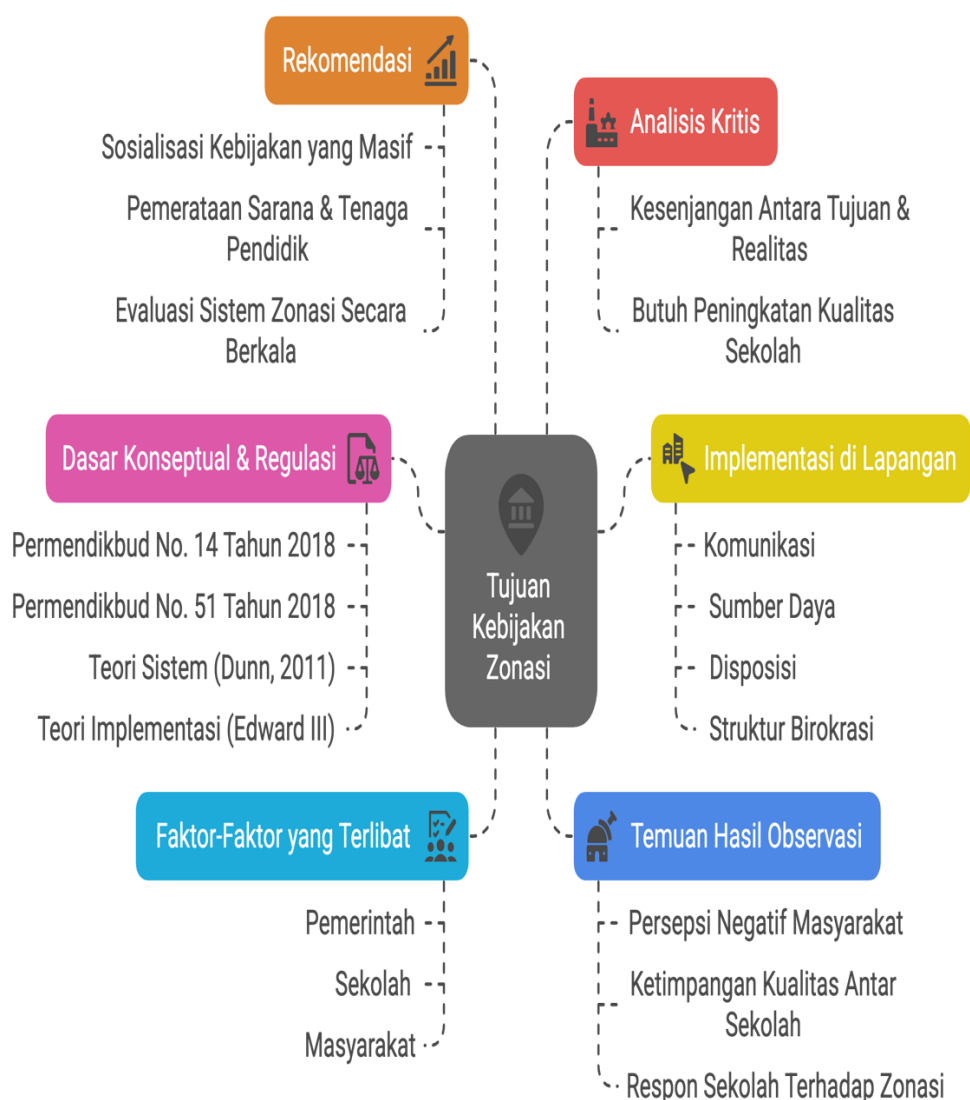 Rekomendasi
Sosialisasi Kebijakan yang Masif
Pemerataan Sarana & Tenaga
Pendidik
Evaluasi Sistem Zonasi Secara
Berkala
Analisis Kritis
Kesenjangan Antara Tujuan &
Realitas
Butuh Peningkatan Kualitas
Sekolah
Dasar Konseptual & Regulasi
Permendikbud No. 14 Tahun 2018
Permendikbud No. 51 Tahun 2018
Teori Sistem (Dunn, 2011)
Teori Implementasi (Edward III)
Tujuan
Kebijakan
Zonasi
Implementasi di Lapangan
Komunikasi
Sumber Daya
Disposisi
Struktur Birokrasi
Faktor-Faktor yang Terlibat
Pemerintah
Sekolah
Masyarakat
Temuan Hasil Observasi
Persepsi Negatif Masyarakat
Ketimpangan Kualitas Antar
Sekolah
Respon Sekolah Terhadap Zonasi